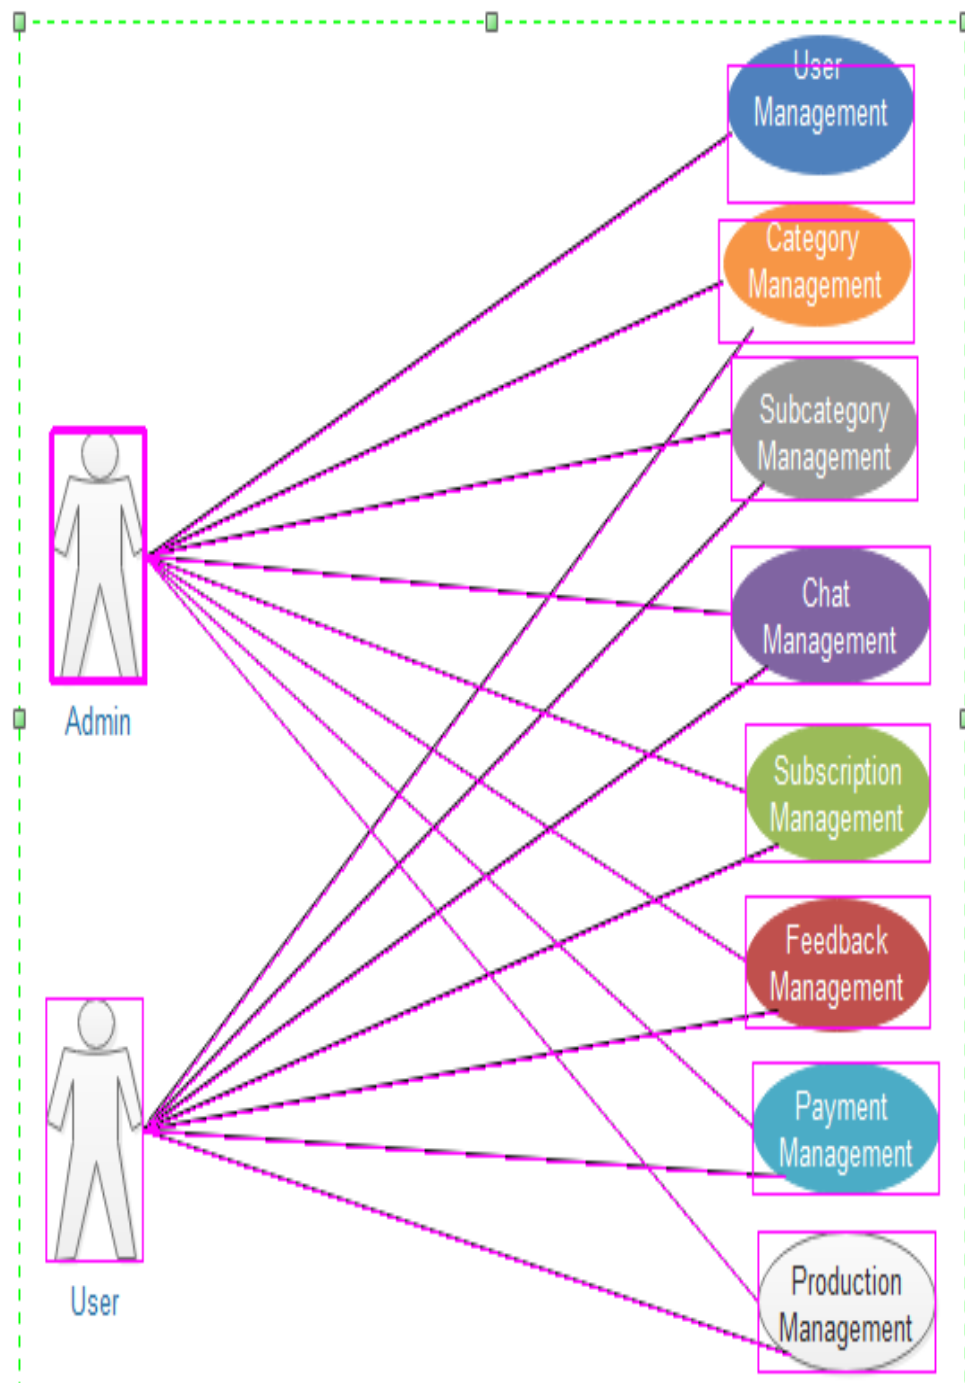 User
Management
Category
Management
Subcategory
Management
Chat
Management
Admin
Subscription
Management
Feedback
Management
Payment
Management
User
Production
Management